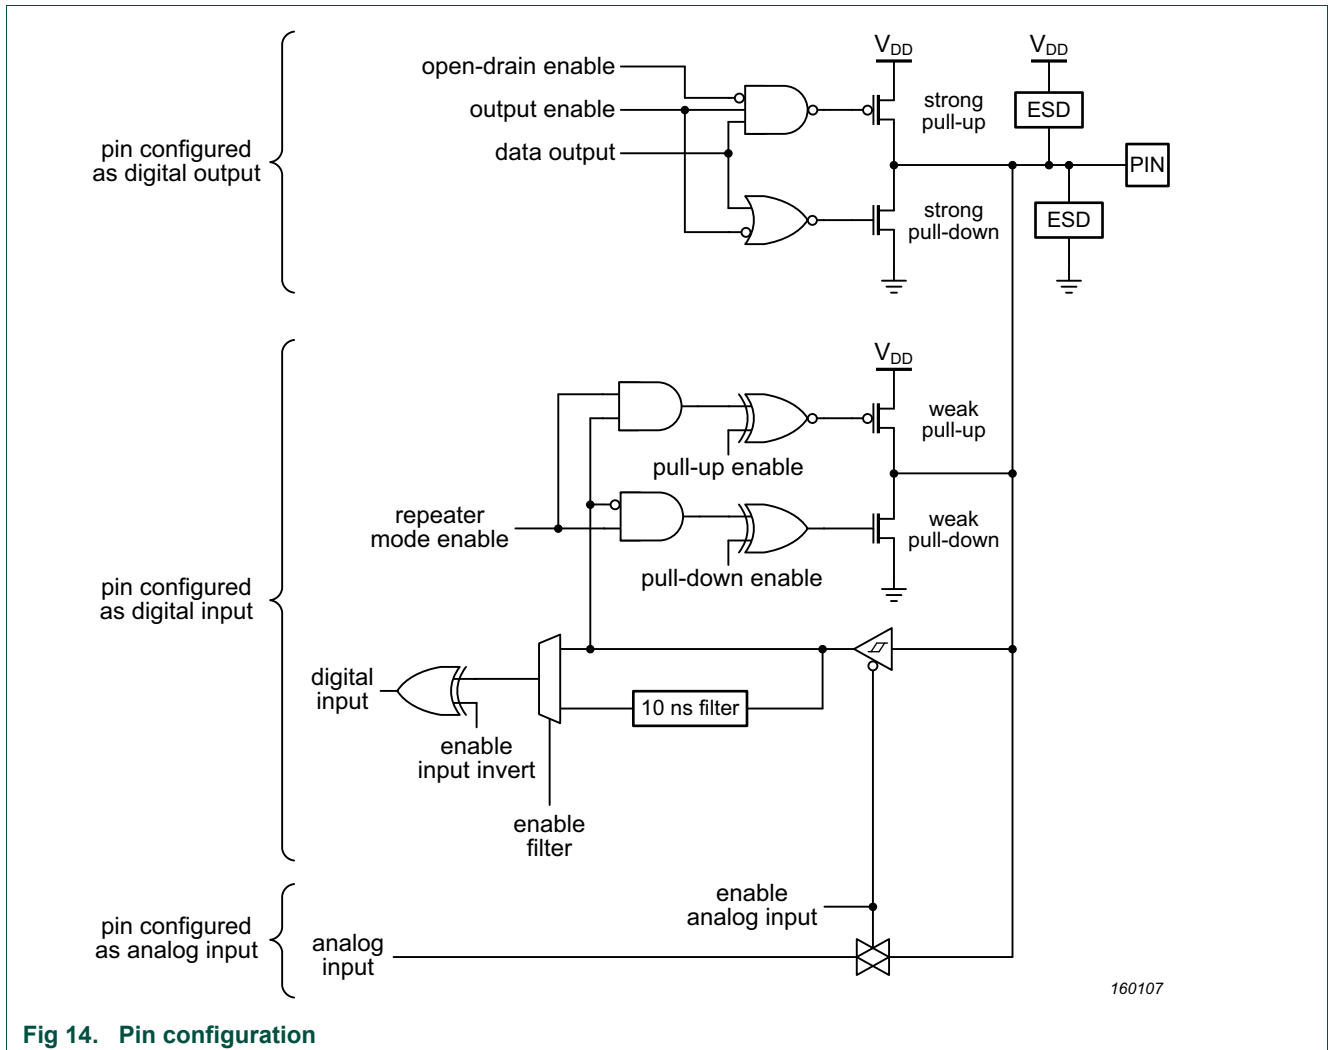 pin configured
as digital output
open-drain enable
output enable
data output
VDD
strong
pull-up
strong
pull-down
VDD
ESD
ESD
PIN
pin configured
as digital input
VDD
weak
pull-up
pull-up enable
repeater
mode enable
weak
pull-down
pull-down enable
digital
input
10 ns filter
enable
input invert
enable
filter
pin configured
as analog input
enable
analog input
analog
input
160107
Fig 14. Pin configuration